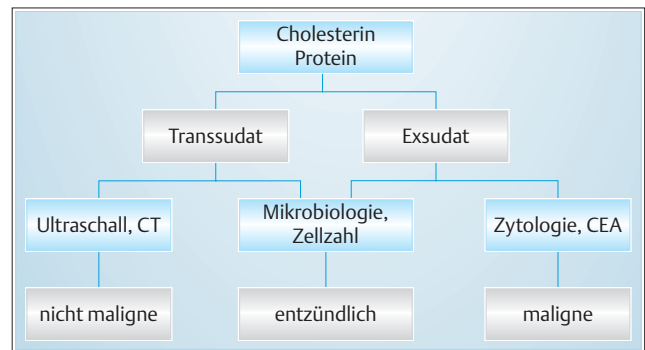 Cholesterin
Protein
Transsudat
Exsudat
Ultraschall, CT
Mikrobiologie,
Zellzahl
Zytologie, CEA
nicht maligne
entzündlich
maligne